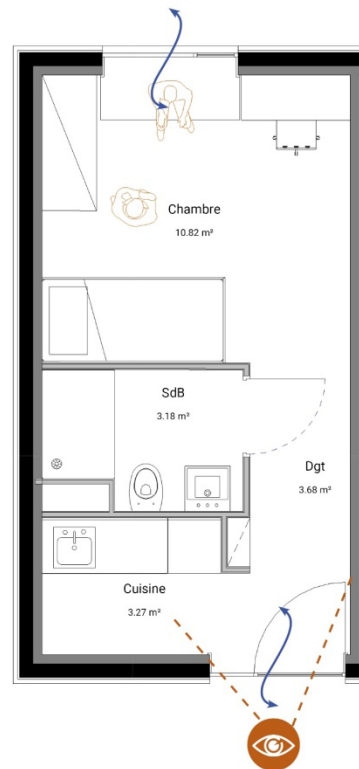 Chambre
10.82 m²
SdB
3.18 m²
Dgt
3.68 m²
Cuisine
3.27 m²